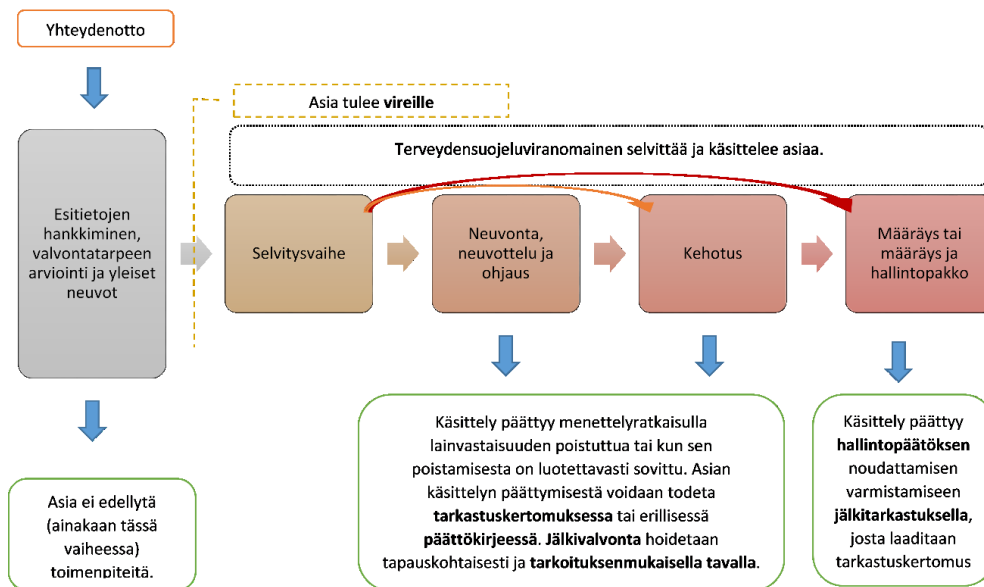 Yhteydenotto
Asia tulee vireille
Terveydensuojeluviranomainen selvittää ja käsittelee asiaa.
Esitietojen
hankkiminen,
valvontatarpeen
arviointi ja yleiset
neuvot
Selvitysvaihe
Neuvonta,
neuvottelu ja
ohjaus
Kehotus
Määräys tai
määräys ja
hallintopakko
Asia ei edellytä
(ainakaan tässä
vaiheessa)
toimenpiteitä.
Käsittely päättyy menettelyratkaisulla
lainvastaisuuden poistuttua tai kun sen
poistamisesta on luotettavasti sovittu. Asian
käsittelyn päättymisestä voidaan todeta
tarkastuskertomuksessa tai erillisessä
päättökirjeessä. Jälkivalvonta hoidetaan
tapauskohtaisesti ja tarkoituksenmukaisella tavalla.
Käsittely päättyy
hallintopäätöksen
noudattamisen
varmistamiseen
jälkitarkastuksella,
josta laaditaan
tarkastuskertomus